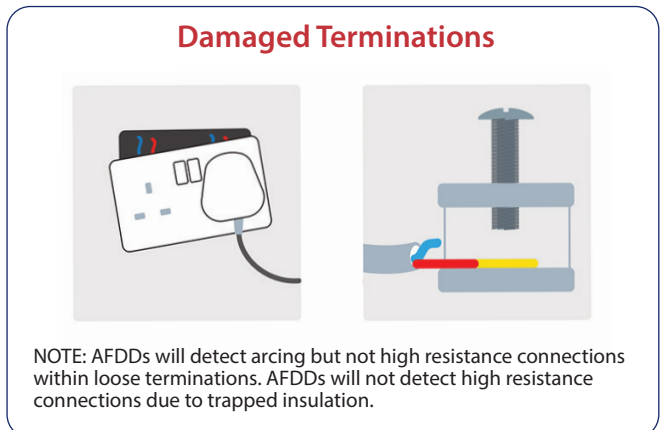 Damaged Terminations
NOTE: AFDDs will detect arcing but not high resistance connections
within loose terminations. AFDDs will not detect high resistance
connections due to trapped insulation.